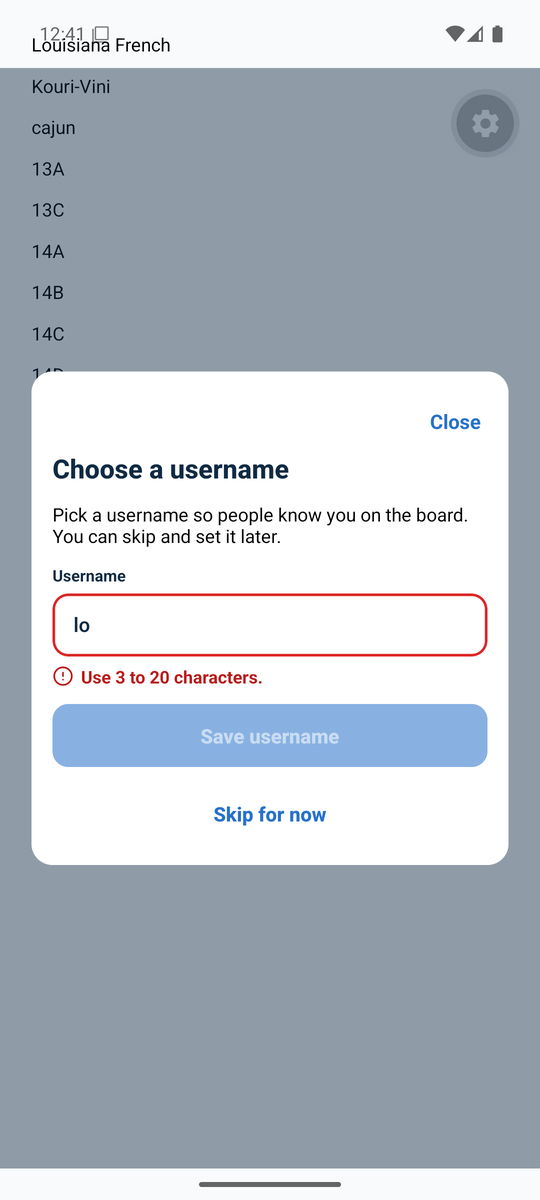 12:41
Louisiana French
Kouri-Vini
cajun
13A
13C
14A
14B
14C
Close
Choose a username
Pick a username so people know you on the board.
You can skip and set it later.
Username
lo
Use 3 to 20 characters.
Save username
Skip for now